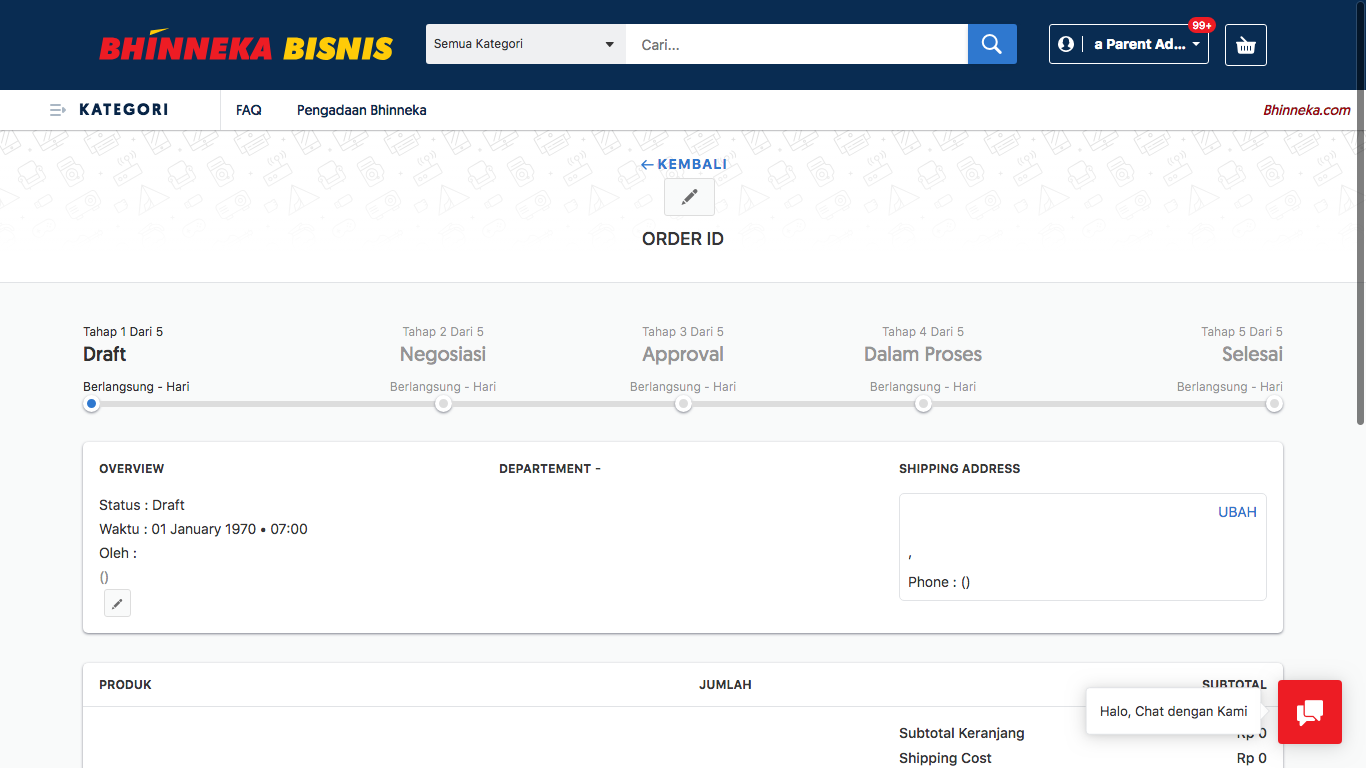 BHINNEKA BISNIS
Semua Kategori
Cari...
a Parent Ad...
99+
KATEGORI
FAQ
Pengadaan Bhinneka
Bhinneka.com
KEMBALI
ORDER ID
Tahap 1 Dari 5
Draft
Berlangsung - Hari
Tahap 2 Dari 5
Negosiasi
Berlangsung - Hari
Tahap 3 Dari 5
Approval
Berlangsung - Hari
Tahap 4 Dari 5
Dalam Proses
Berlangsung - Hari
Tahap 5 Dari 5
Selesai
Berlangsung - Hari
OVERVIEW
Status : Draft
Waktu : 01 January 1970 • 07:00
Oleh :
()
DEPARTEMENT -
SHIPPING ADDRESS
UBAH
,
Phone : ()
PRODUK
JUMLAH
SUBTOTAL
Subtotal Keranjang
Rp 0
Shipping Cost
Rp 0
Halo, Chat dengan Kami